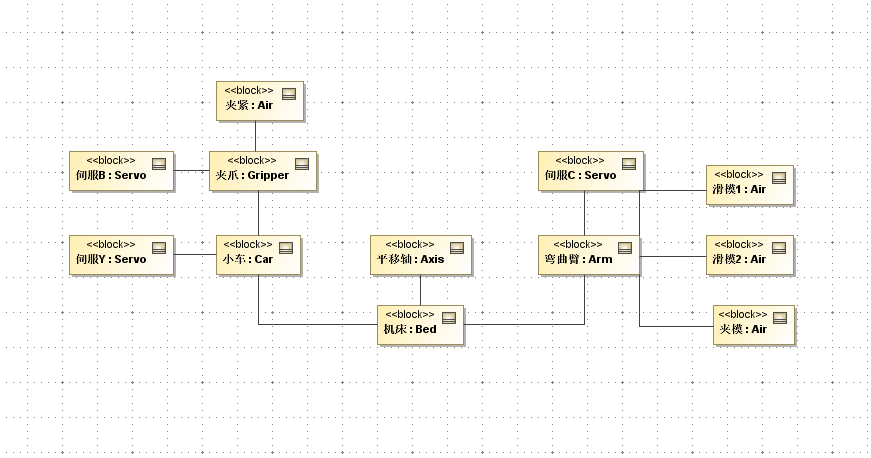 <<block>>
夹紧 : Air
<<block>>
伺服B : Servo
<<block>>
夹爪 : Gripper
<<block>>
伺服C : Servo
<<block>>
滑模1 : Air
<<block>>
伺服Y : Servo
<<block>>
小车 : Car
<<block>>
平移轴 : Axis
<<block>>
弯曲臂 : Arm
<<block>>
滑模2 : Air
<<block>>
机床 : Bed
<<block>>
夹模 : Air